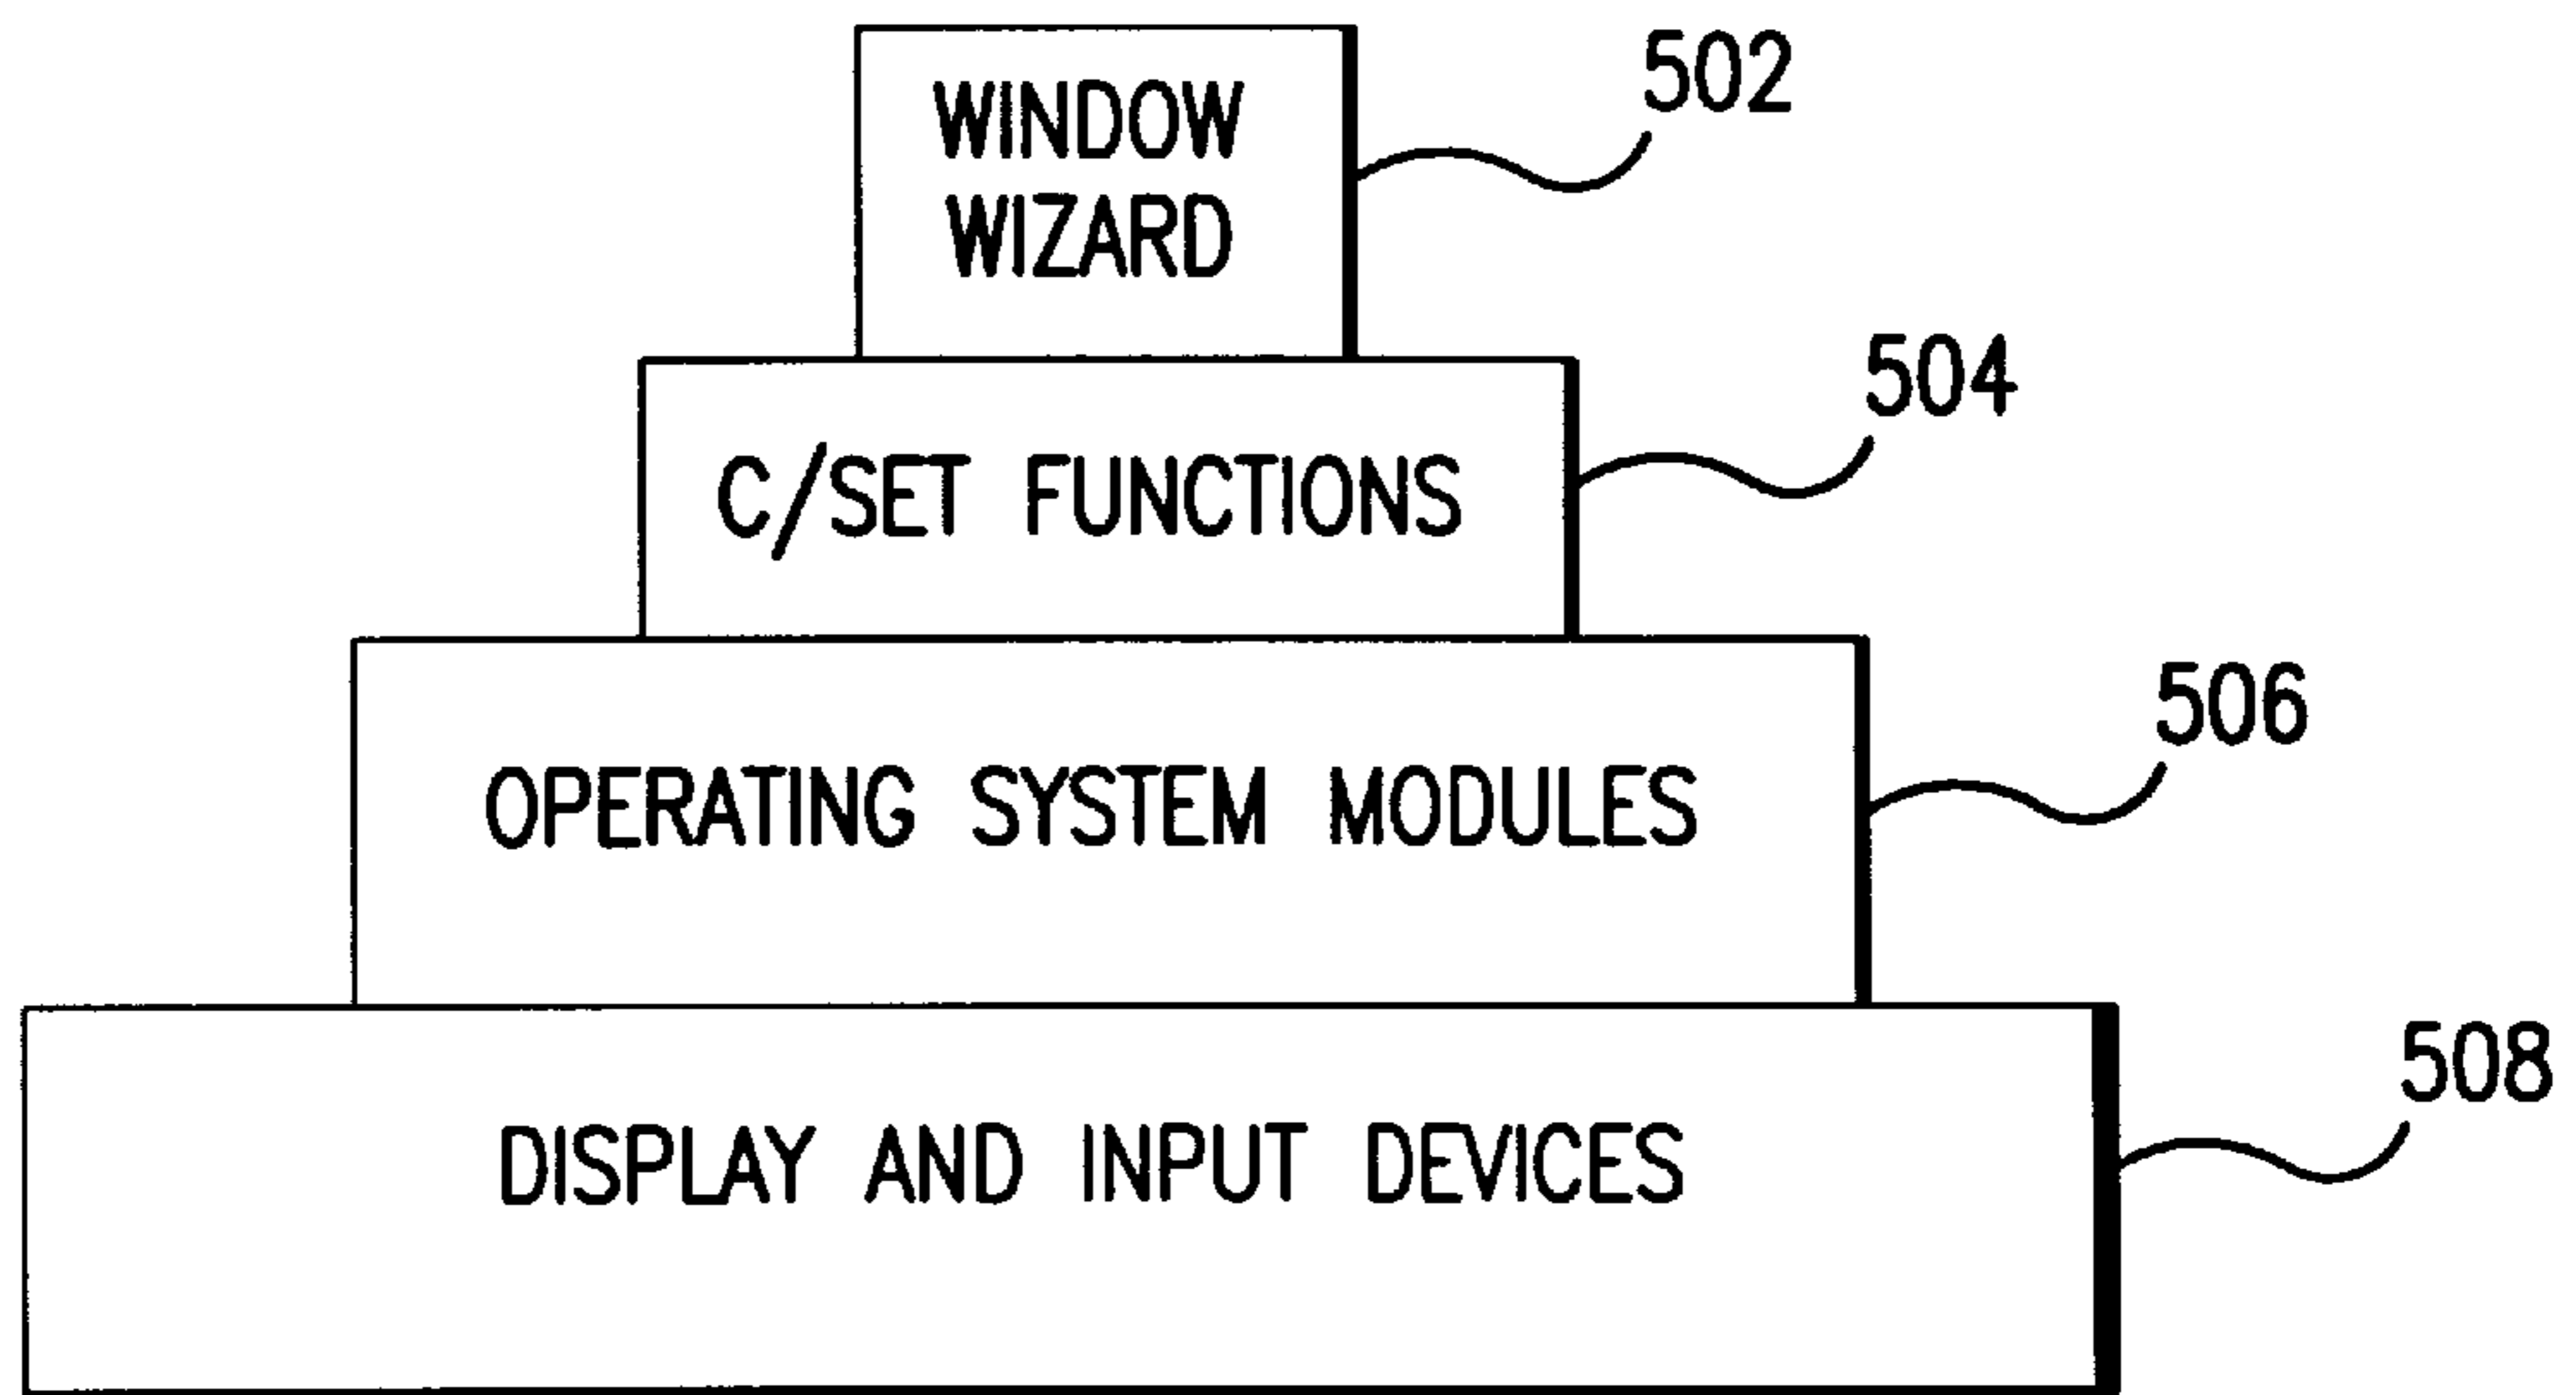 WINDOW
WIZARD
502
C/SET FUNCTIONS
504
OPERATING SYSTEM MODULES
506
DISPLAY AND INPUT DEVICES
508